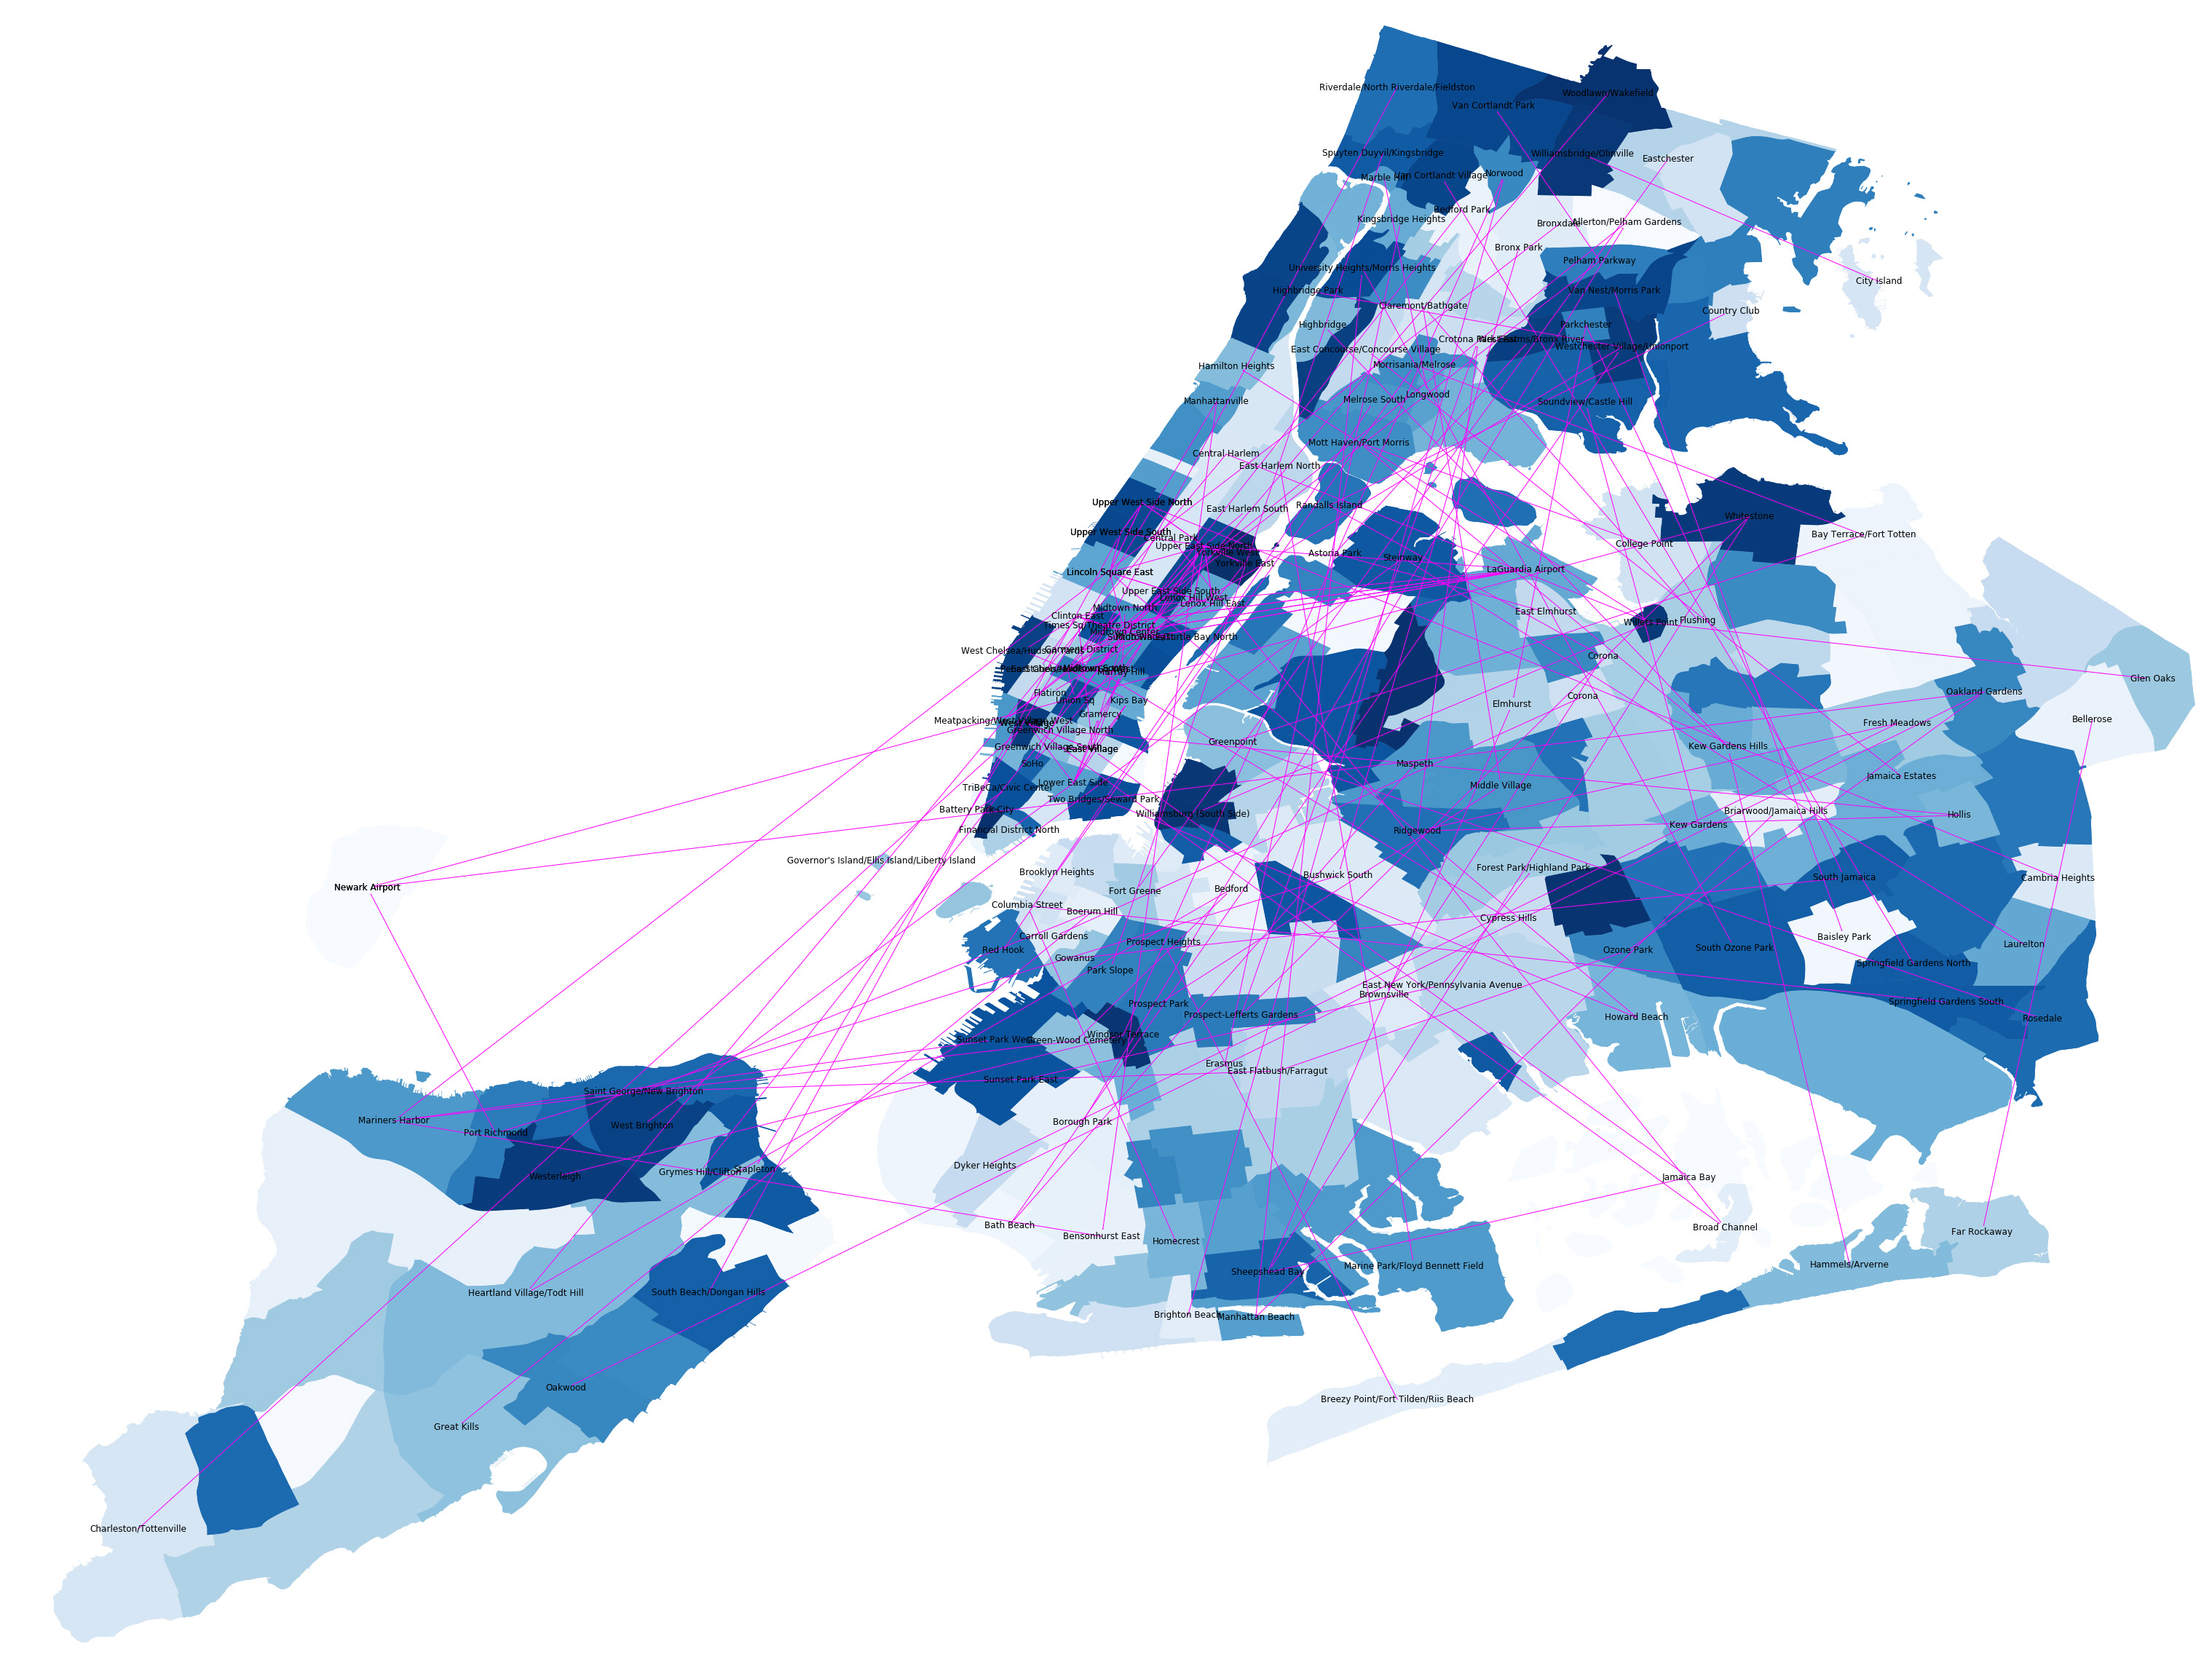 Riverdale/North Riverdale/Fieldston
Woodlawn/Wakefield
Van Cortlandt Park
Spuyten Duyvil/Kingsbridge
Williamsbridge/Olinville
Eastchester
Marble Hill
Van Cortlandt Village
Norwood
Bedford Park
Kingsbridge Heights
Bronxdale
Allerton/Pelham Gardens
Bronx Park
Pelham Parkway
University Heights/Morris Heights
City Island
Highbridge Park
Van Nest/Morris Park
Claremont/Bathgate
Country Club
Highbridge
Parkchester
Crotona Park East
West Farms/Bronx River
Westchester Village/Unionport
East Concourse/Concourse Village
Hamilton Heights
Morrisania/Melrose
Longwood
Manhattanville
Melrose South
Soundview/Castle Hill
Mott Haven/Port Morris
Central Harlem
East Harlem North
Upper West Side North
East Harlem South
Randalls Island
Whitestone
Upper West Side South
Central Park
Bay Terrace/Fort Totten
Upper East Side North
Yorkville West
College Point
Astoria Park
Steinway
Yorkville East
Lincoln Square East
LaGuardia Airport
Upper East Side South
Lenox Hill West
Lenox Hill East
Midtown North
East Elmhurst
Clinton East
Times Sq/Theatre District
Willets Point
Flushing
Midtown Center
Sutton Place/Turtle Bay North
Midtown East
West Chelsea/Hudson Yards
Garment District
Corona
Midtown South
Murray Hill
Glen Oaks
Flatiron
Union Sq
Kips Bay
Elmhurst
Corona
Oakland Gardens
Gramercy
Meatpacking/West Village West
West Village
Greenwich Village North
Fresh Meadows
Bellerose
Greenwich Village South
East Village
Greenpoint
Kew Gardens Hills
SoHo
Maspeth
Jamaica Estates
Lower East Side
TriBeCa/Civic Center
Middle Village
Two Bridges/Seward Park
Battery Park City
Williamsburg (South Side)
Briarwood/Jamaica Hills
Hollis
Financial District North
Ridgewood
Kew Gardens
Governor's Island/Ellis Island/Liberty Island
Brooklyn Heights
Forest Park/Highland Park
Newark Airport
Fort Greene
Bedford
Bushwick South
South Jamaica
Cambria Heights
Columbia Street
Boerum Hill
Cypress Hills
Carroll Gardens
Prospect Heights
Baisley Park
Red Hook
Gowanus
Ozone Park
South Ozone Park
Laurelton
Park Slope
Springfield Gardens North
East New York/Pennsylvania Avenue
Brownsville
Prospect Park
Springfield Gardens South
Prospect-Lefferts Gardens
Howard Beach
Rosedale
Windsor Terrace
Sunset Park West
Green-Wood Cemetery
Erasmus
East Flatbush/Farragut
Sunset Park East
Saint George/New Brighton
Mariners Harbor
Borough Park
West Brighton
Port Richmond
Dyker Heights
Grymes Hill/Clifton
Stapleton
Westerleigh
Jamaica Bay
Bath Beach
Broad Channel
Bensonhurst East
Far Rockaway
Homecrest
Hammels/Arverne
Marine Park/Floyd Bennett Field
Sheepshead Bay
Heartland Village/Todt Hill
South Beach/Dongan Hills
Brighton Beach
Manhattan Beach
Oakwood
Breezy Point/Fort Tilden/Riis Beach
Great Kills
Charleston/Tottenville